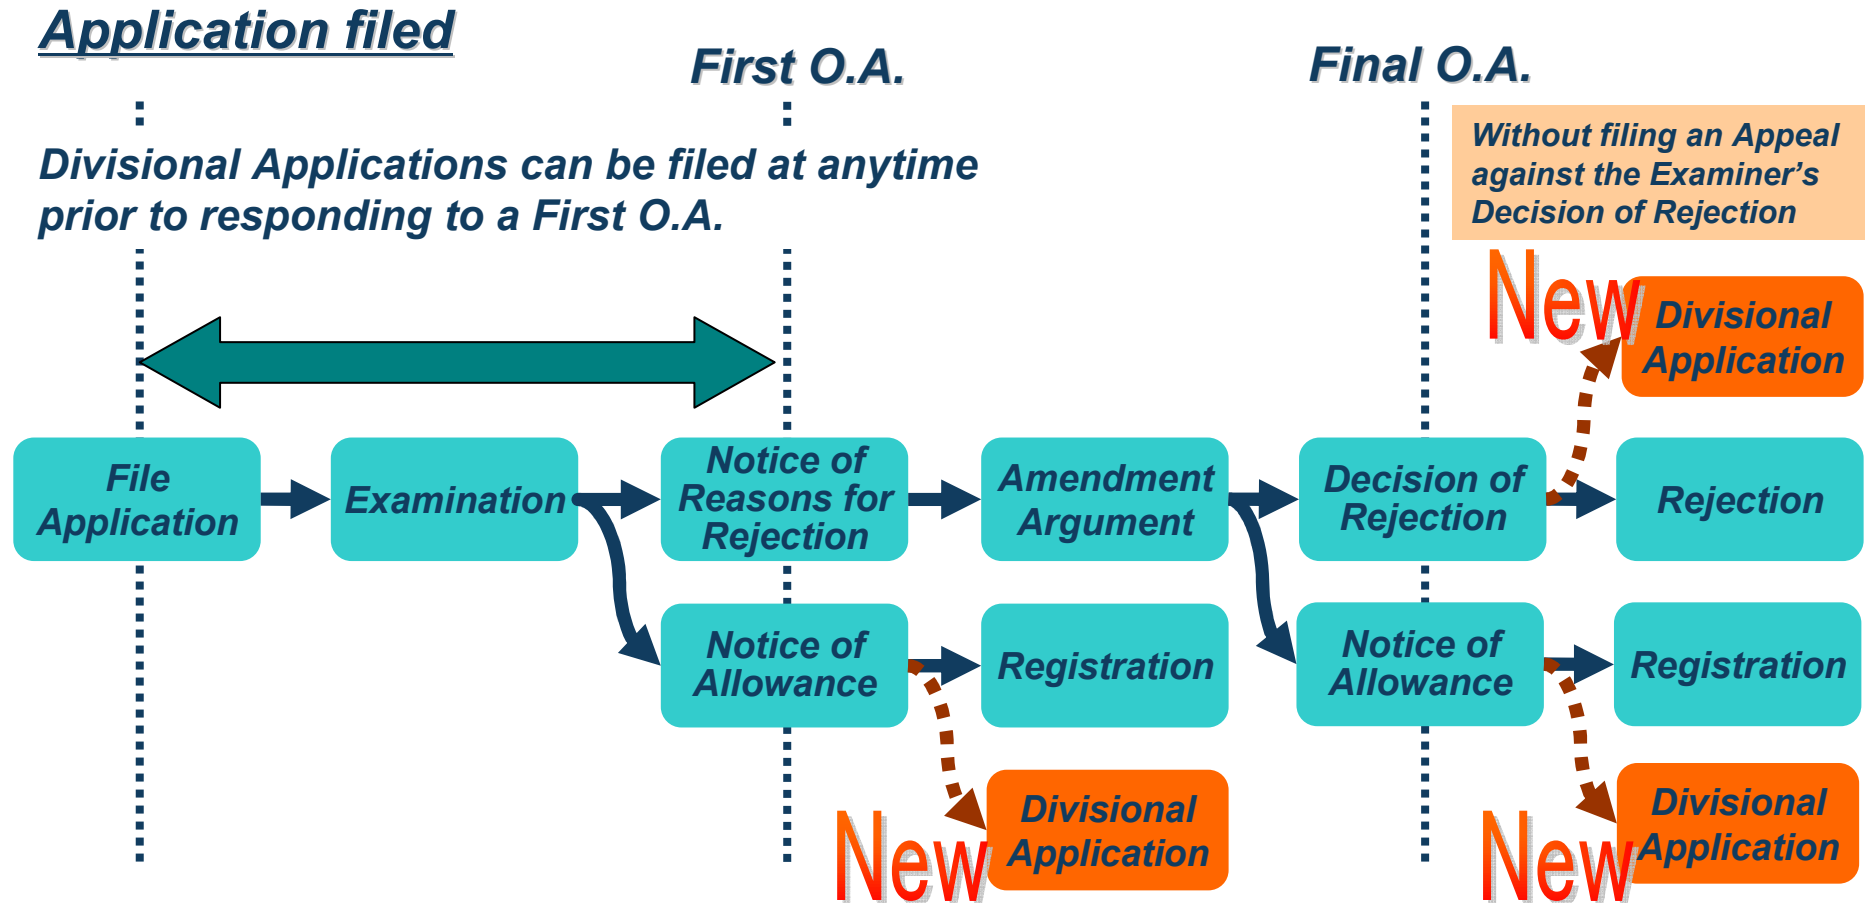 Application filed
First O.A.
Final O.A.
Without filing an Appeal
against the Examiner's
Decision of Rejection
Divisional Applications can be filed at anytime
prior to responding to a First O.A.
New
Divisional
Application
File
Application
Examination
Notice of
Reasons for
Rejection
Amendment
Argument
Decision of
Rejection
Rejection
Notice of
Allowance
Registration
Notice of
Allowance
Registration
New
Divisional
Application
New
Divisional
Application